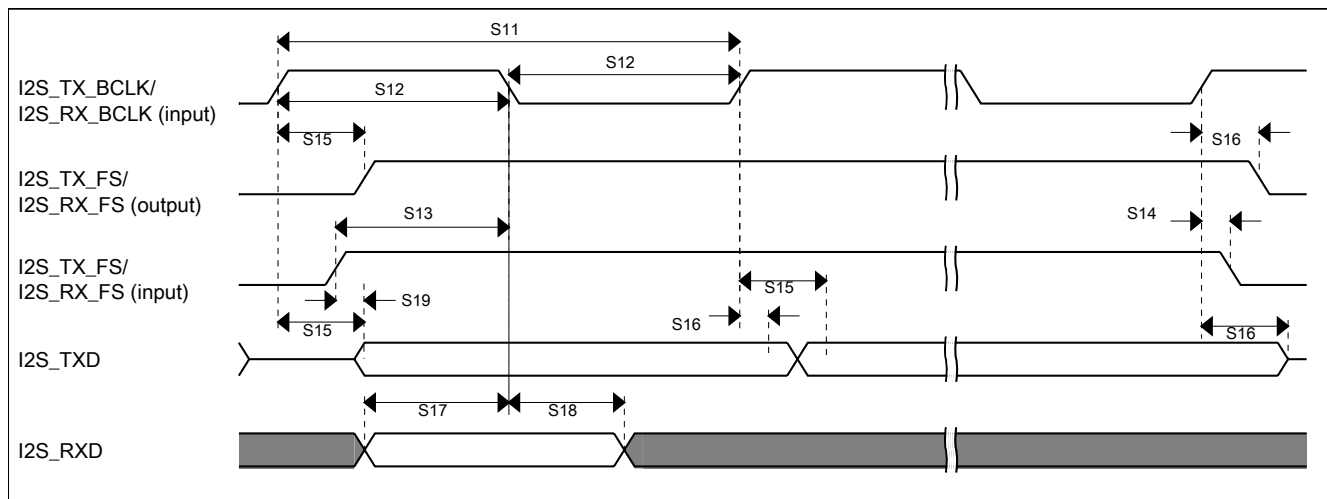 S11
I2S_TX_BCLK/
I2S_RX_BCLK (input)
S12
S12
S15
S16
I2S_TX_FS/
I2S_RX_FS (output)
S13
S14
I2S_TX_FS/
I2S_RX_FS (input)
S15
S19
S15
S16
S16
I2S_TXD
S17
S18
I2S_RXD